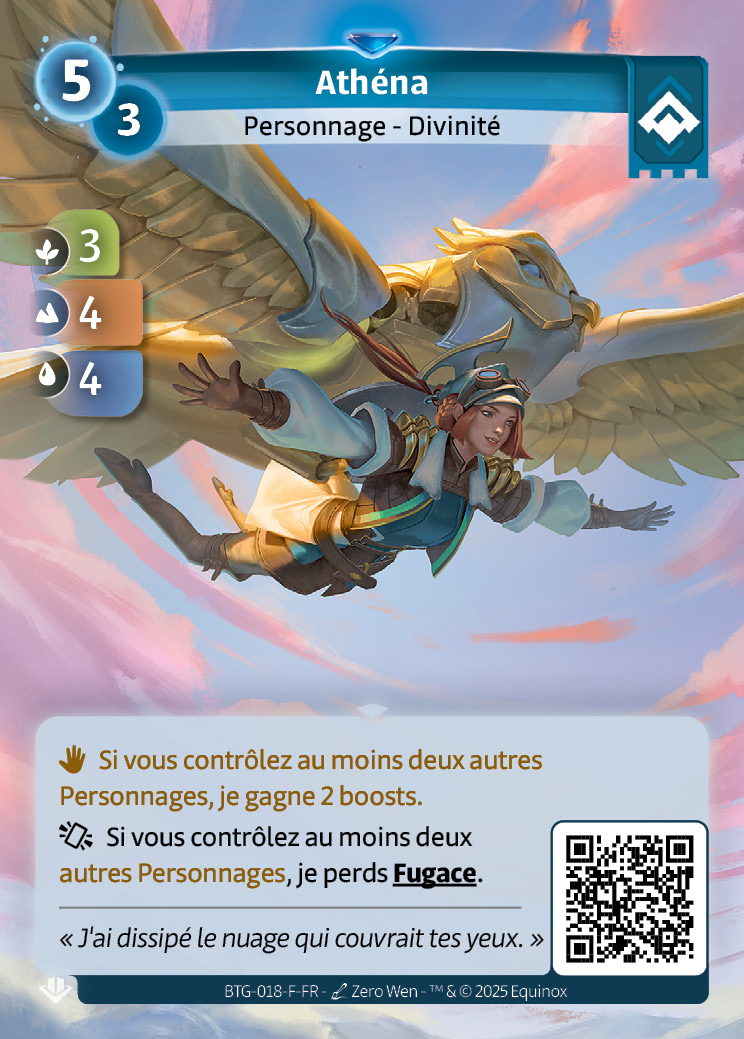 5
Athéna
3
Personnage - Divinité
3
4
4
Si vous contrôlez au moins deux autres
Personnages, je gagne 2 boosts.
Si vous contrôlez au moins deux
autres Personnages, je perds Fugace.
« J'ai dissipé le nuage qui couvrait tes yeux. »
BTG-018-F-FR - Zero Wen - ™ & © 2025 Equinox